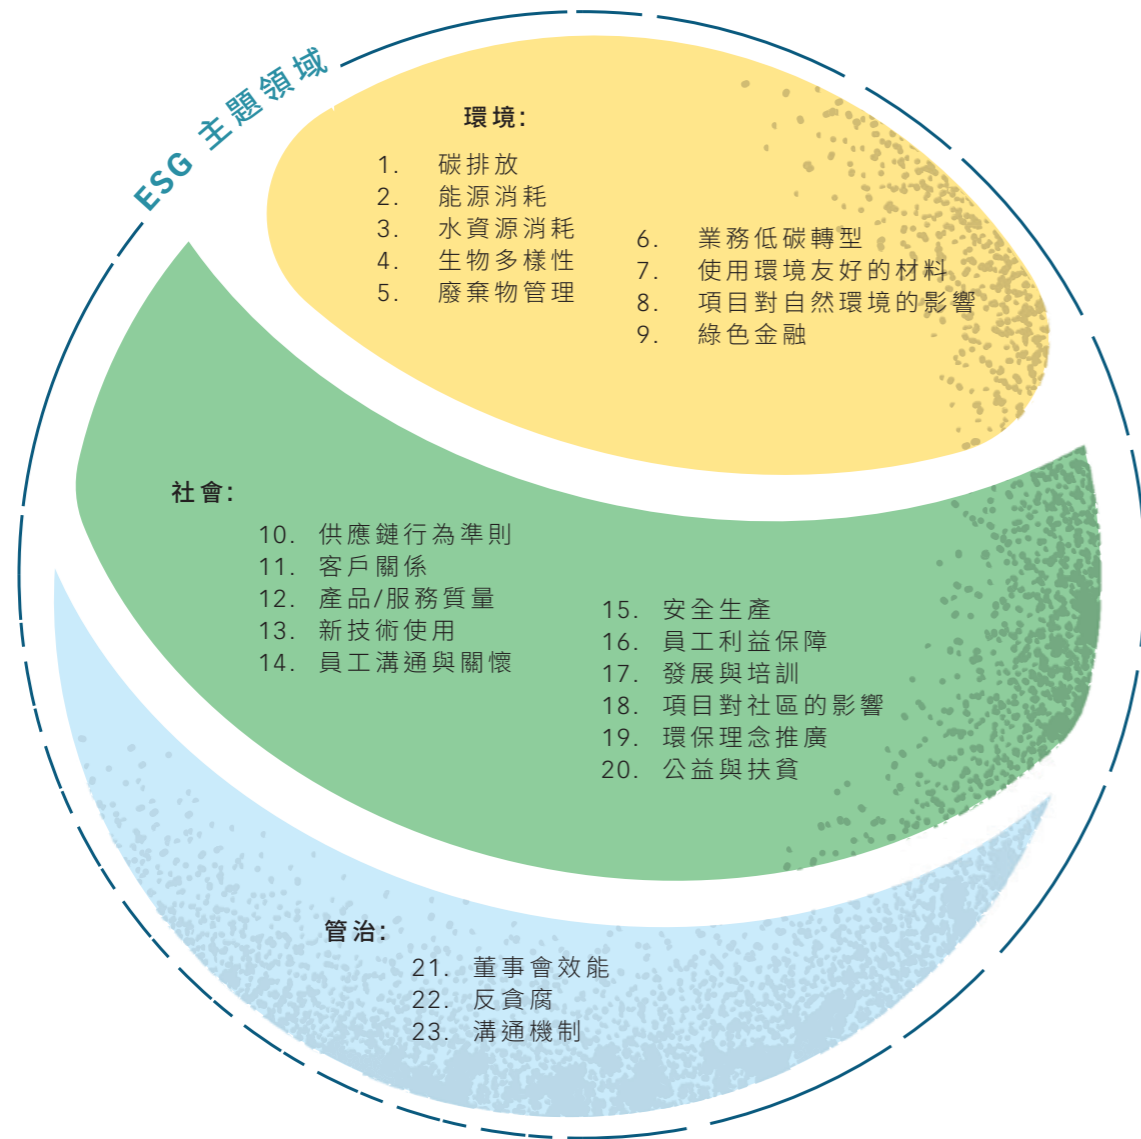 ESG 主題領域
環境:
1. 碳排放
2. 能源消耗
3. 水資源消耗
4. 生物多樣性
5. 廢棄物管理
6. 業務低碳轉型
7. 使用環境友好的材料
8. 項目對自然環境的影響
9. 綠色金融
社會:
10. 供應鏈行為準則
11. 客戶關係
12. 產品/服務質量
13. 新技術使用
14. 員工溝通與關懷
15. 安全生產
16. 員工利益保障
17. 發展與培訓
18. 項目對社區的影響
19. 環保理念推廣
20. 公益與扶貧
管治:
21. 董事會效能
22. 反貪腐
23. 溝通機制